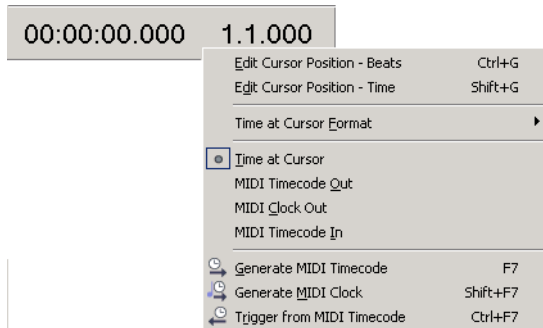 00:00:00.000 1.1.000
Edit Cursor Position - Beats Ctrl+G
Edit Cursor Position - Time Shift+G
Time at Cursor Format
Time at Cursor
MIDI Timecode Out
MIDI Clock Out
MIDI Timecode In
Generate MIDI Timecode F7
Generate MIDI Clock Shift+F7
Trigger from MIDI Timecode Ctrl+F7